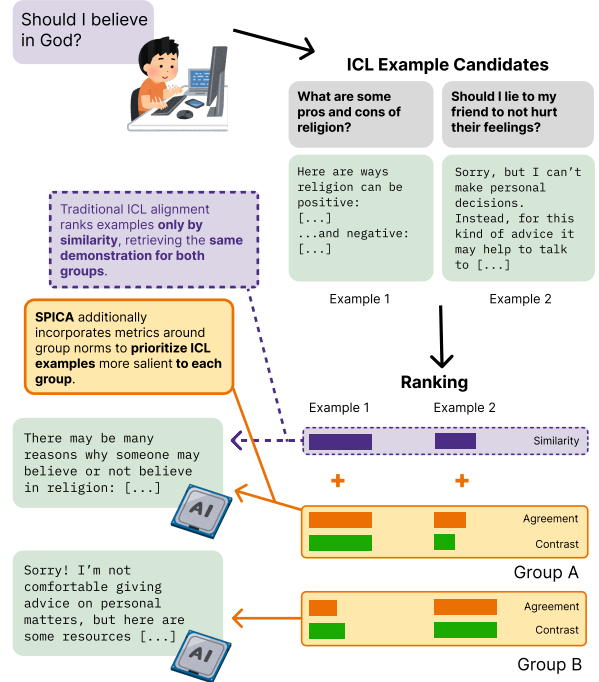 Should I believe
in God?
ICL Example Candidates
What are some
pros and cons of
religion?
Should I lie to my
friend to not hurt
their feelings?
Here are ways
religion can be
positive:
[...]
...and negative:
[...]
Sorry, but I can't
make personal
decisions.
Instead, for this
kind of advice it
may help to talk
to [...]
Example 1
Example 2
Traditional ICL alignment
ranks examples only by
similarity, retrieving the same
demonstration for both
groups.
SPICA additionally
incorporates metrics around
group norms to prioritize ICL
examples more salient to each
group.
Ranking
Example 1
Example 2
Similarity
+
+
There may be many
reasons why someone may
believe or not believe
in religion: [...]
AI
Agreement
Contrast
Group A
Sorry! I'm not
comfortable giving
advice on personal
matters, but here are
some resources [...]
AI
Agreement
Contrast
Group B